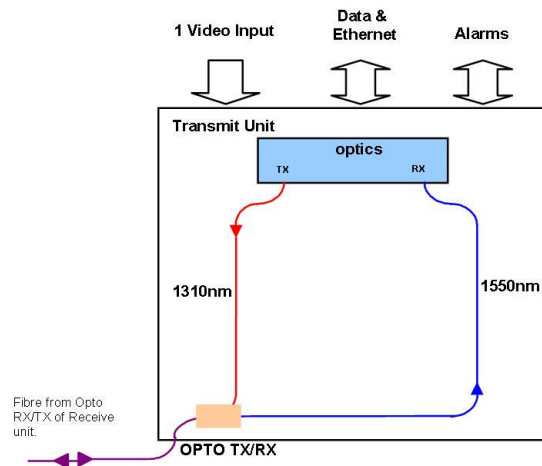 1 Video Input
Data &
Ethernet
Alarms
Transmit Unit
optics
TX
RX
1310nm
1550nm
Fibre from Opto
RX/TX of Receive
unit.
OPTO TX/RX